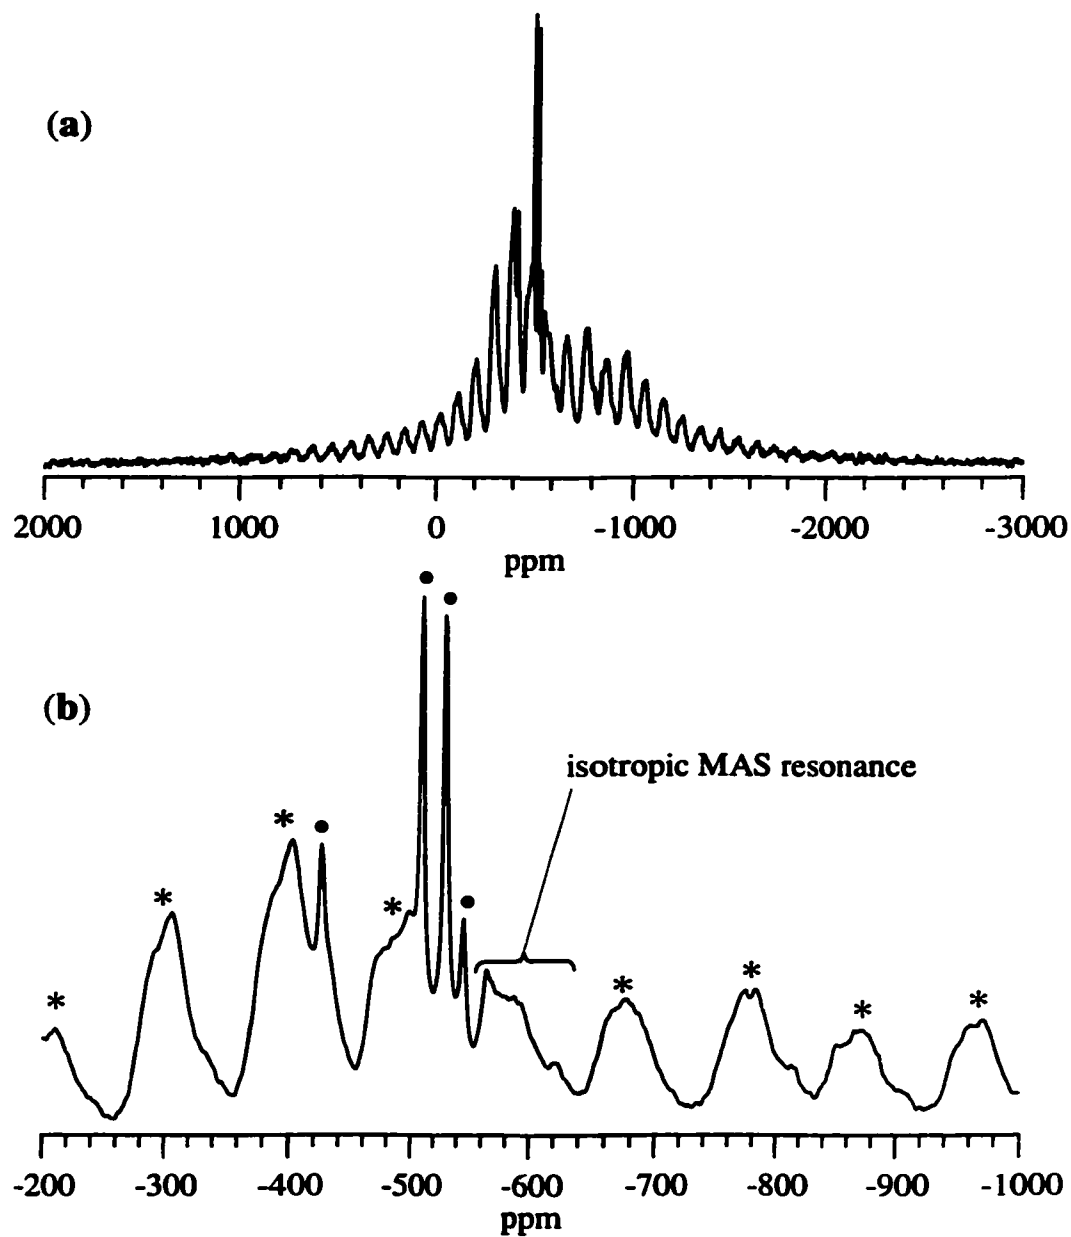 (a)
2000 1000 0 -1000 -2000 -3000
ppm
(b)
isotropic MAS resonance
* * * * * * * *
-200 -300 -400 -500 -600 -700 -800 -900 -1000
ppm